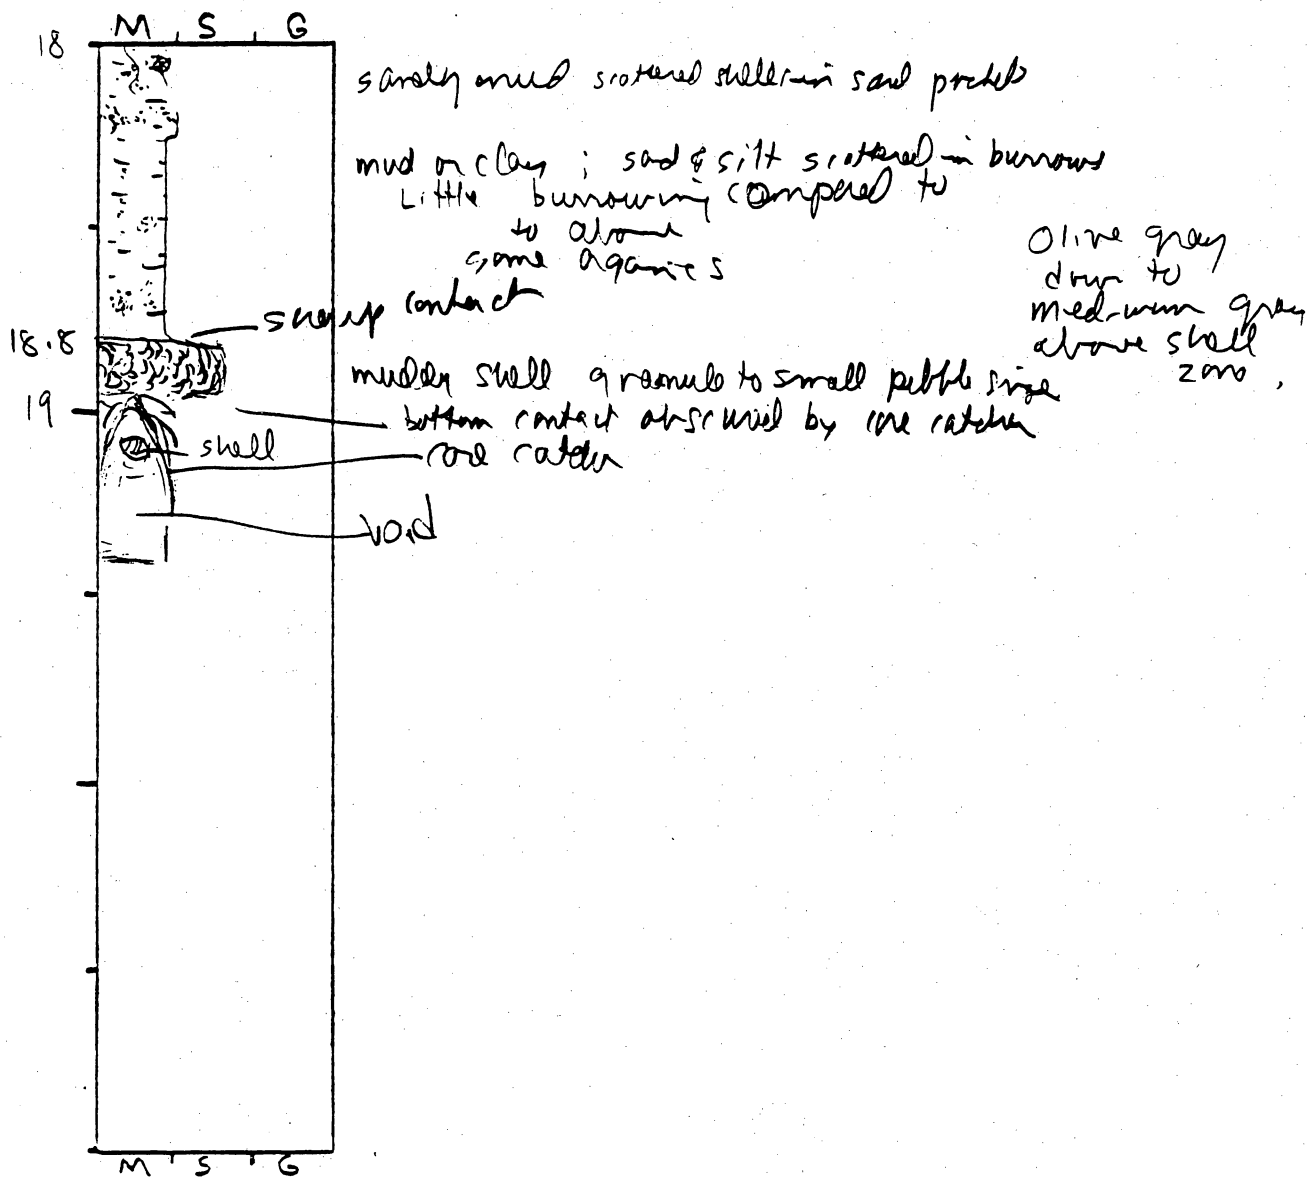 M S G
18
sandy mud scattered shells in sand pockets
mud or clay ; sand & silt scattered in burrows
Little burrowing compared to
to above
some organics
Olive gray
down to
medium gray
above shell
zone .
sharp contact
18.8
muddy shell granule to small pebble size
19
bottom contact obscured by core catcher
shell
core catcher
void
M S G